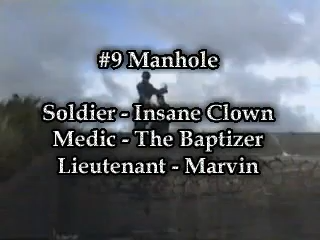 #9 Manhole
Soldier - Insane Clown
Medic - The Baptizer
Lieutenant - Marvin